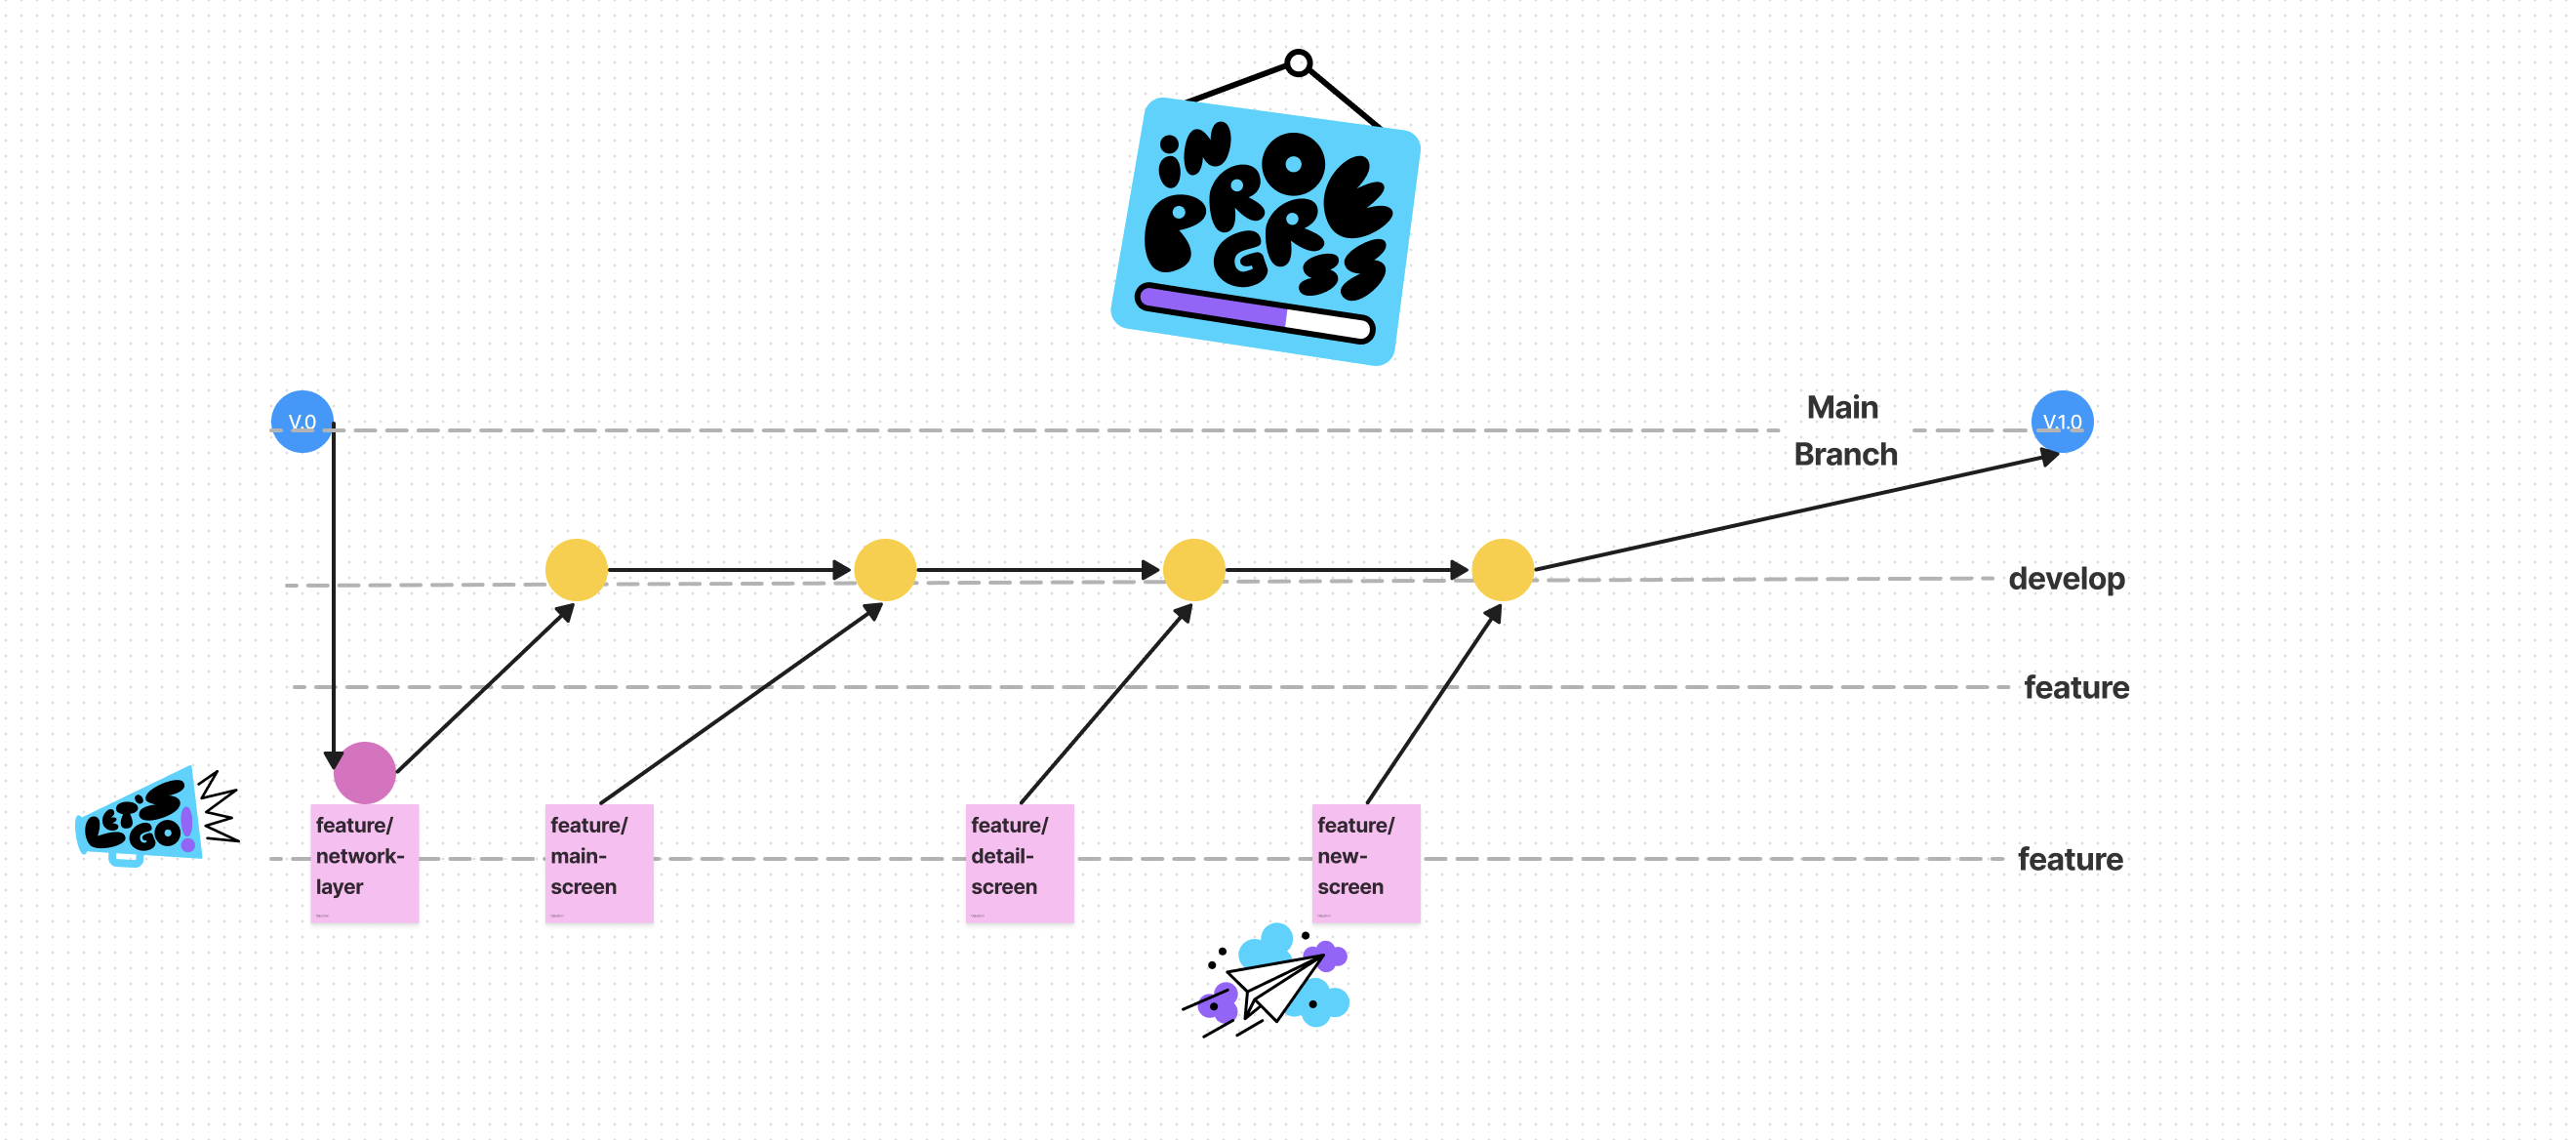 iN
PROGRESS
V.0
Main
Branch
V.1.0
develop
feature
LET'S
GO!
feature/
network-
layer
feature/
main-
screen
feature/
detail-
screen
feature/
new-
screen
feature